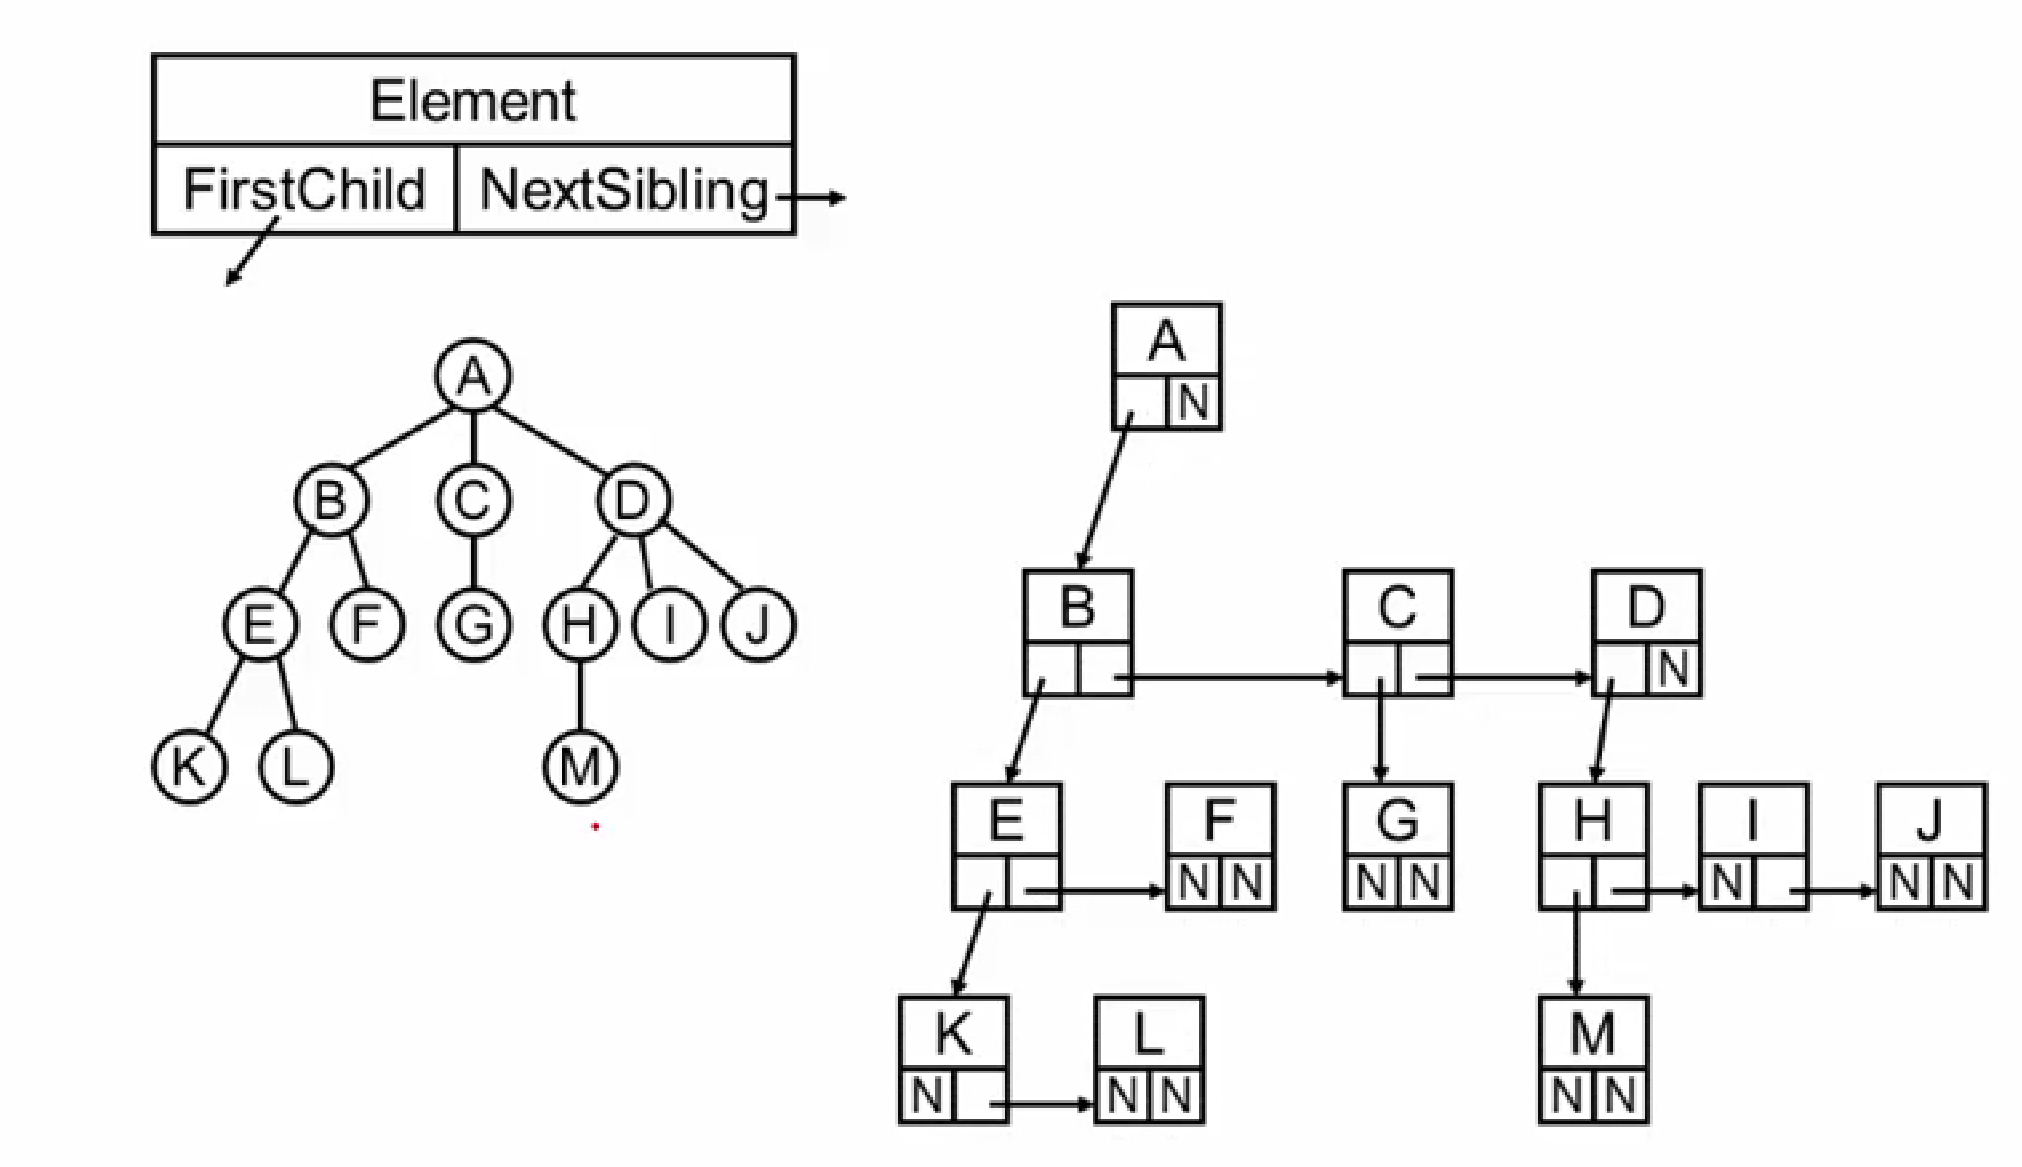 Element
FirstChild NextSibling
A
B C D
E F G H I J
K L M
A
N
B C D
N
E F G H I J
N N N N N N N
K L M
N N N N N